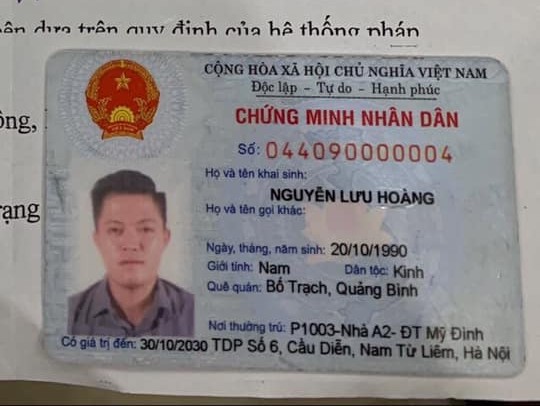 ên dựa trên quy định của hệ thống pháp
ông,
rạng
CỘNG HÒA XÃ HỘI CHỦ NGHĨA VIỆT NAM
Độc lập - Tự do - Hạnh phúc
CHỨNG MINH NHÂN DÂN
Số: 044090000004
Họ và tên khai sinh:
NGUYỄN LƯU HOÀNG
Họ và tên gọi khác:
Ngày, tháng, năm sinh: 20/10/1990
Giới tính: Nam Dân tộc: Kinh
Quê quán: Bố Trạch, Quảng Bình
Nơi thường trú: P1003-Nhà A2- ĐT Mỹ Đình
Có giá trị đến: 30/10/2030 TDP Số 6, Cầu Diễn, Nam Từ Liêm, Hà Nội